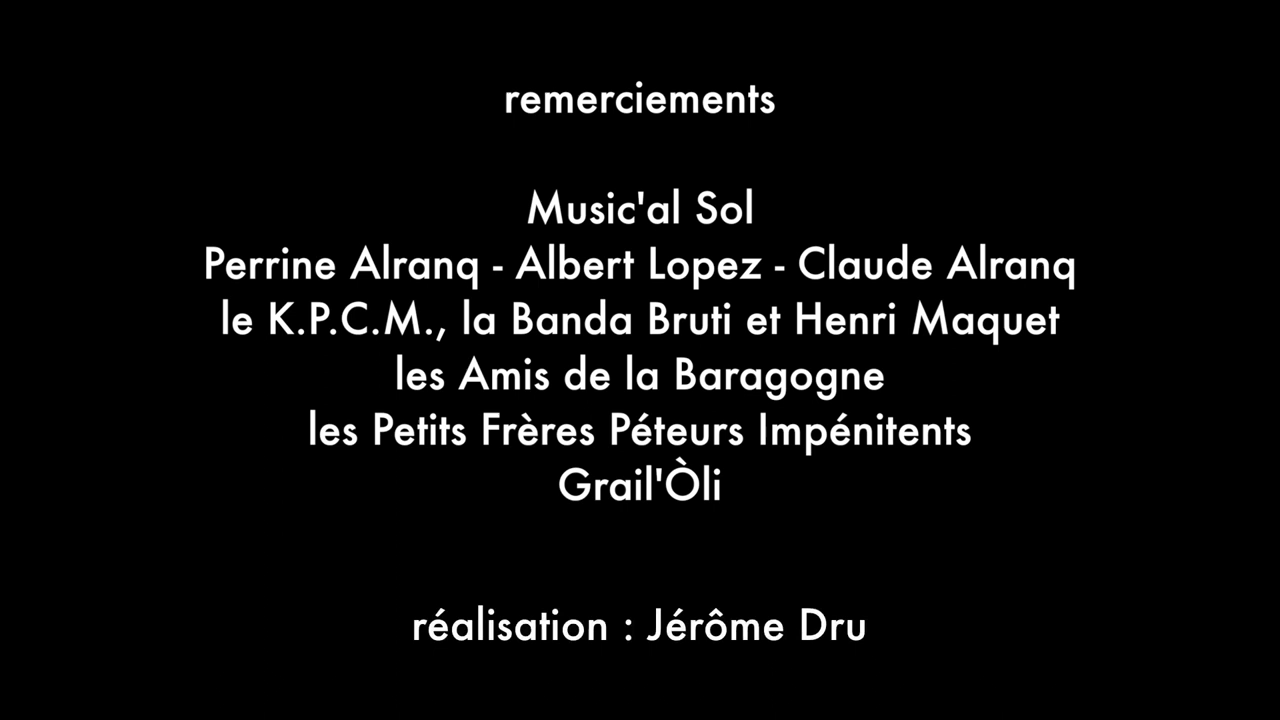 remerciements
Music'al Sol
Perrine Alranq - Albert Lopez - Claude Alranq
le K.P.C.M., la Banda Bruti et Henri Maquet
les Amis de la Baragogne
les Petits Frères Péteurs Impénitents
Grail'Òli
réalisation : Jérôme Dru